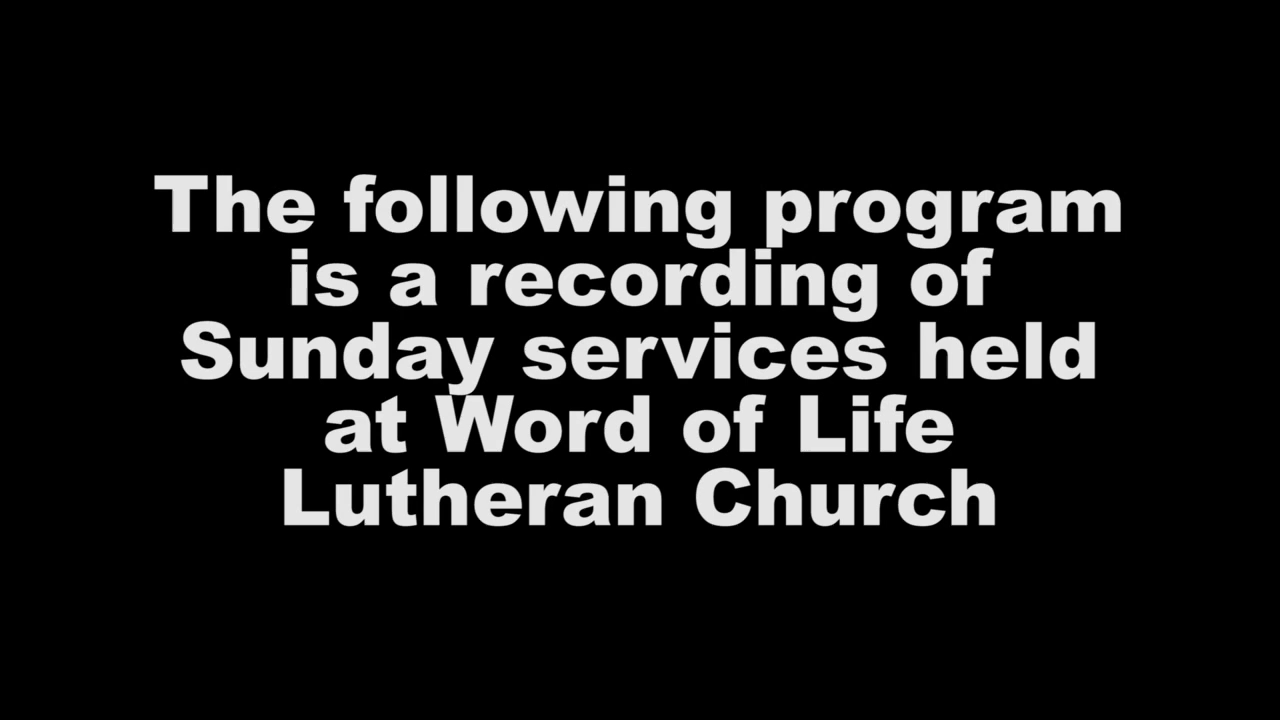 The following program
is a recording of
Sunday services held
at Word of Life
Lutheran Church